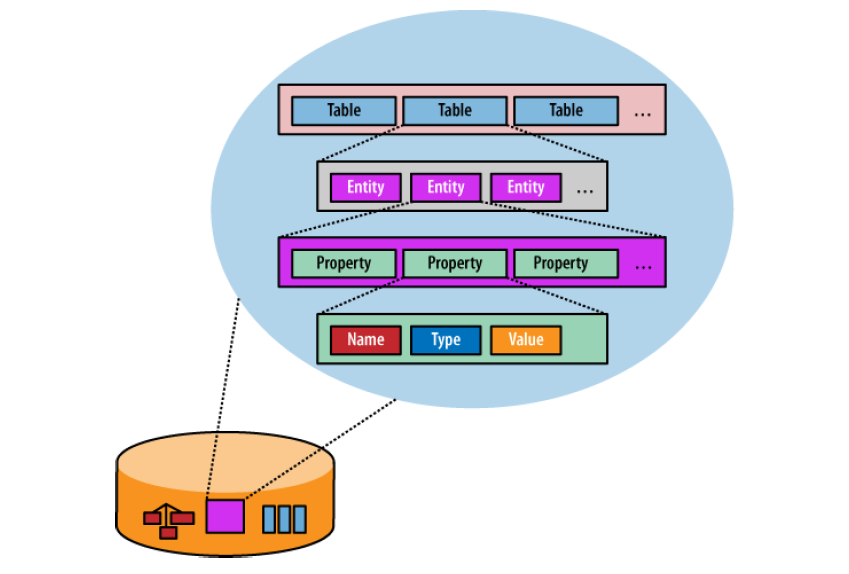 Table Table Table ...
Entity Entity Entity ...
Property Property Property ...
Name Type Value